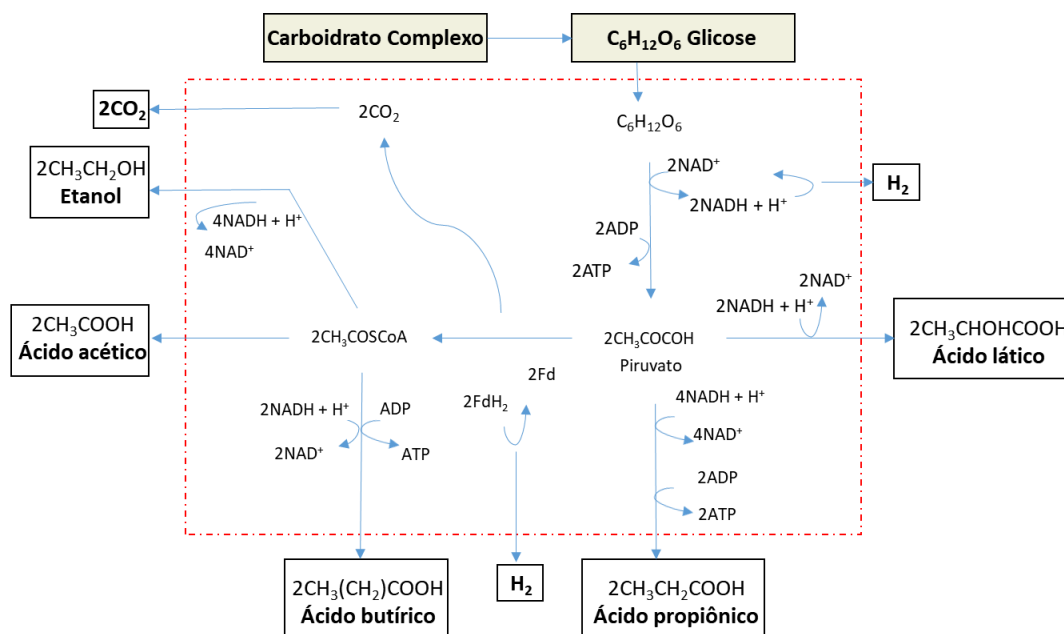 Carboidrato Complexo
C₆H₁₂O₆ Glicose
2CO₂
2CO₂
C₆H₁₂O₆
2CH₃CH₂OH
Etanol
4NADH + H⁺
4NAD⁺
2NAD⁺
2NADH + H⁺
H₂
2ADP
2ATP
2NAD⁺
2NADH + H⁺
2CH₃COOH
Ácido acético
2CH₃COSCoA
2CH₃COCOH
Piruvato
2CH₃CHOHCOOH
Ácido lático
2Fd
2FdH₂
2NADH + H⁺
ADP
2NAD⁺
ATP
4NADH + H⁺
4NAD⁺
2ADP
2ATP
2CH₃(CH₂)COOH
Ácido butírico
H₂
2CH₃CH₂COOH
Ácido propiônico